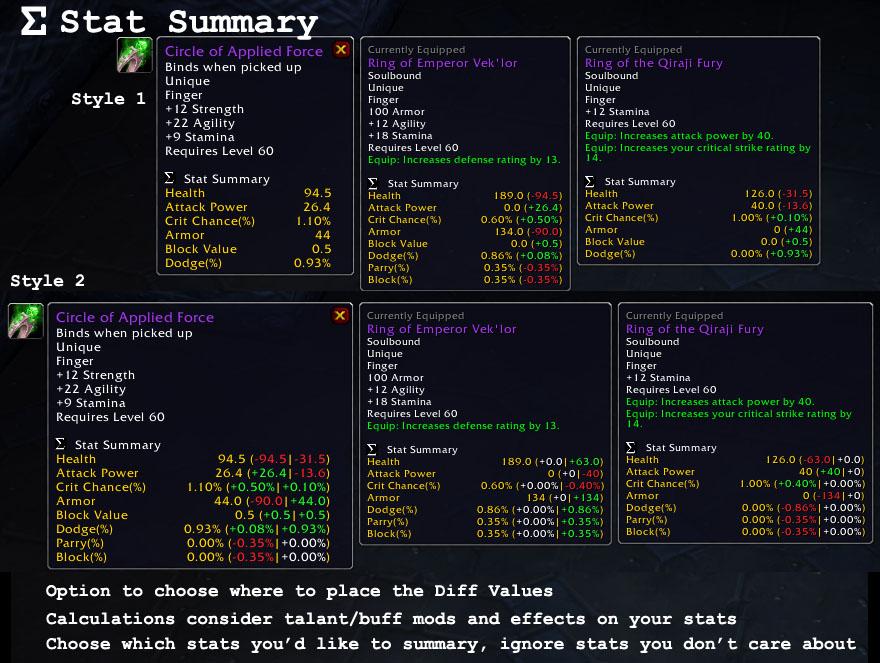 Σ Stat Summary
Style 1
Circle of Applied Force
Binds when picked up
Unique
Finger
+12 Strength
+22 Agility
+9 Stamina
Requires Level 60
Σ Stat Summary
Health 94.5
Attack Power 26.4
Crit Chance(%) 1.10%
Armor 44
Block Value 0.5
Dodge(%) 0.93%
Currently Equipped
Ring of Emperor Vek'lor
Soulbound
Unique
Finger
100 Armor
+12 Agility
+18 Stamina
Requires Level 60
Equip: Increases defense rating by 13.
Σ Stat Summary
Health 189.0 (-94.5)
Attack Power 0.0 (+26.4)
Crit Chance(%) 0.60% (+0.50%)
Armor 134.0 (-90.0)
Block Value 0.0 (+0.5)
Dodge(%) 0.86% (+0.08%)
Parry(%) 0.35% (-0.35%)
Block(%) 0.35% (-0.35%)
Currently Equipped
Ring of the Qiraji Fury
Soulbound
Unique
Finger
+12 Stamina
Requires Level 60
Equip: Increases attack power by 40.
Equip: Increases your critical strike rating by
14.
Σ Stat Summary
Health 126.0 (-31.5)
Attack Power 40.0 (-13.6)
Crit Chance(%) 1.00% (+0.10%)
Armor 0 (+44)
Block Value 0.0 (+0.5)
Dodge(%) 0.00% (+0.93%)
Style 2
Circle of Applied Force
Binds when picked up
Unique
Finger
+12 Strength
+22 Agility
+9 Stamina
Requires Level 60
Σ Stat Summary
Health 94.5 (-94.5|-31.5)
Attack Power 26.4 (+26.4|-13.6)
Crit Chance(%) 1.10% (+0.50%|+0.10%)
Armor 44.0 (-90.0|+44.0)
Block Value 0.5 (+0.5|+0.5)
Dodge(%) 0.93% (+0.08%|+0.93%)
Parry(%) 0.00% (-0.35%|+0.00%)
Block(%) 0.00% (-0.35%|+0.00%)
Currently Equipped
Ring of Emperor Vek'lor
Soulbound
Unique
Finger
100 Armor
+12 Agility
+18 Stamina
Requires Level 60
Equip: Increases defense rating by 13.
Σ Stat Summary
Health 189.0 (+0.0|+63.0)
Attack Power 0 (+0|-40)
Crit Chance(%) 0.60% (+0.00%|-0.40%)
Armor 134 (+0|+134)
Dodge(%) 0.86% (+0.00%|+0.86%)
Parry(%) 0.35% (+0.00%|+0.35%)
Block(%) 0.35% (+0.00%|+0.35%)
Currently Equipped
Ring of the Qiraji Fury
Soulbound
Unique
Finger
+12 Stamina
Requires Level 60
Equip: Increases attack power by 40.
Equip: Increases your critical strike rating by
14.
Σ Stat Summary
Health 126.0 (-63.0|+0.0)
Attack Power 40 (+40|+0)
Crit Chance(%) 1.00% (+0.40%|+0.00%)
Armor 0 (-134|+0)
Dodge(%) 0.00% (-0.86%|+0.00%)
Parry(%) 0.00% (-0.35%|+0.00%)
Block(%) 0.00% (-0.35%|+0.00%)
Option to choose where to place the Diff Values
Calculations consider talant/buff mods and effects on your stats
Choose which stats you'd like to summary, ignore stats you don't care about